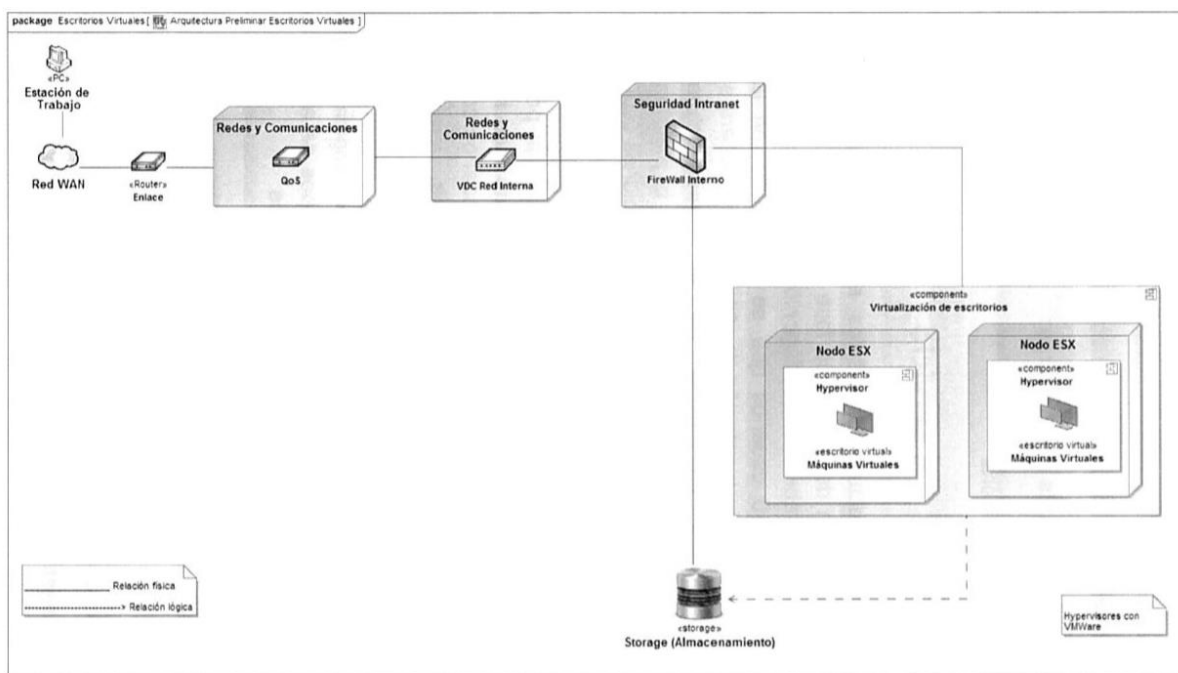 package Escritorios Virtuales [ Arquitectura Preliminar Escritorios Virtuales ]
«PC»
Estación de
Trabajo
Red WAN
«Router»
Enlace
Redes y Comunicaciones
QoS
Redes y
Comunicaciones
VDC Red Interna
Seguridad Intranet
FireWall Interno
«component»
Virtualización de escritorios
Nodo ESX
«component»
Hypervisor
«escritorio virtual»
Máquinas Virtuales
Nodo ESX
«component»
Hypervisor
«escritorio virtual»
Máquinas Virtuales
Relación física
Relación lógica
«storage»
Storage (Almacenamiento)
Hypervisores con
VMWare